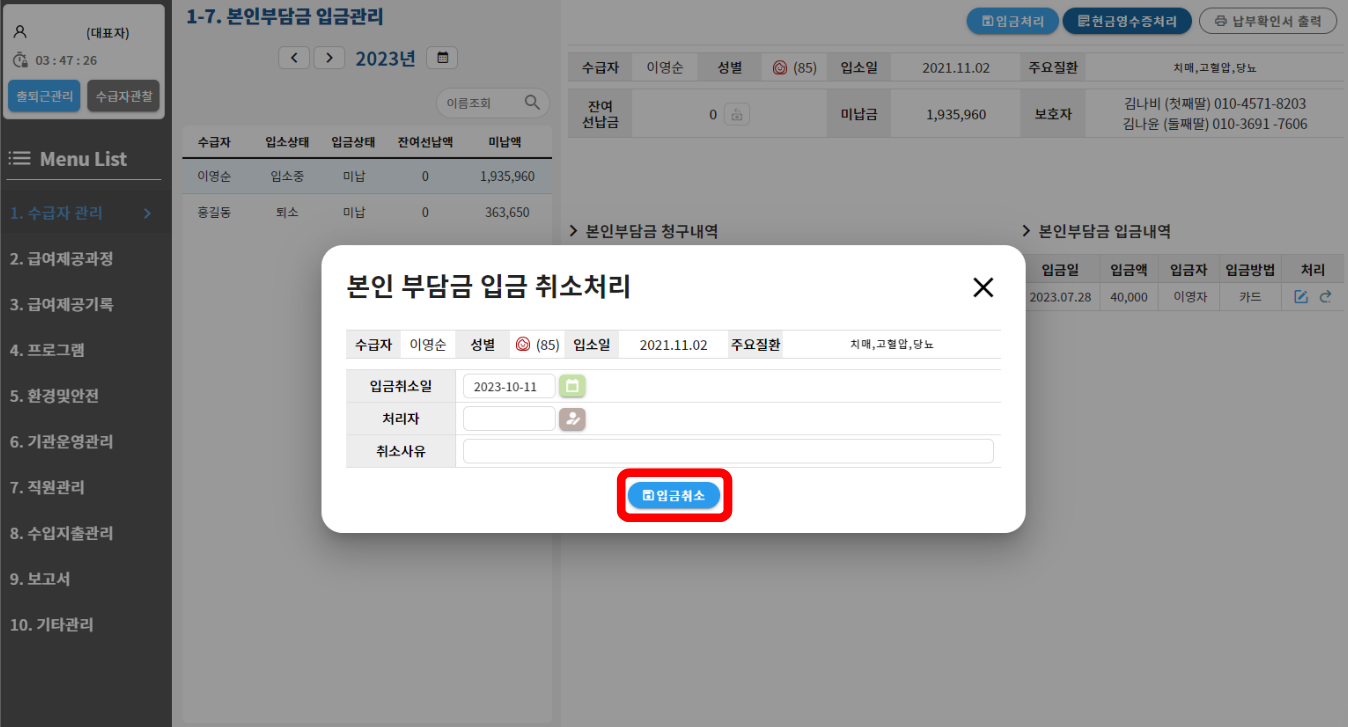 (대표자)
03 : 47 : 26
출퇴근관리
수급자관찰
Menu List
1. 수급자 관리
2. 급여제공과정
3. 급여제공기록
4. 프로그램
5. 환경및안전
6. 기관운영관리
7. 직원관리
8. 수입지출관리
9. 보고서
10. 기타관리
1-7. 본인부담금 입금관리
2023년
이름조회
수급자 입소상태 입금상태 잔여선납액 미납액
이영순 입소중 미납 0 1,935,960
홍길동 퇴소 미납 0 363,650
입금처리
현금영수증처리
납부확인서 출력
수급자 이영순 성별 (85) 입소일 2021.11.02 주요질환 치매,고혈압,당뇨
잔여
선납금
0
미납금 1,935,960 보호자
김나비 (첫째딸) 010-4571-8203
김나윤 (둘째딸) 010-3691 -7606
본인부담금 청구내역
본인부담금 입금내역
입금일 입금액 입금자 입금방법 처리
2023.07.28 40,000 이영자 카드
본인 부담금 입금 취소처리
수급자 이영순 성별 (85) 입소일 2021.11.02 주요질환 치매,고혈압,당뇨
입금취소일 2023-10-11
처리자
취소사유
입금취소